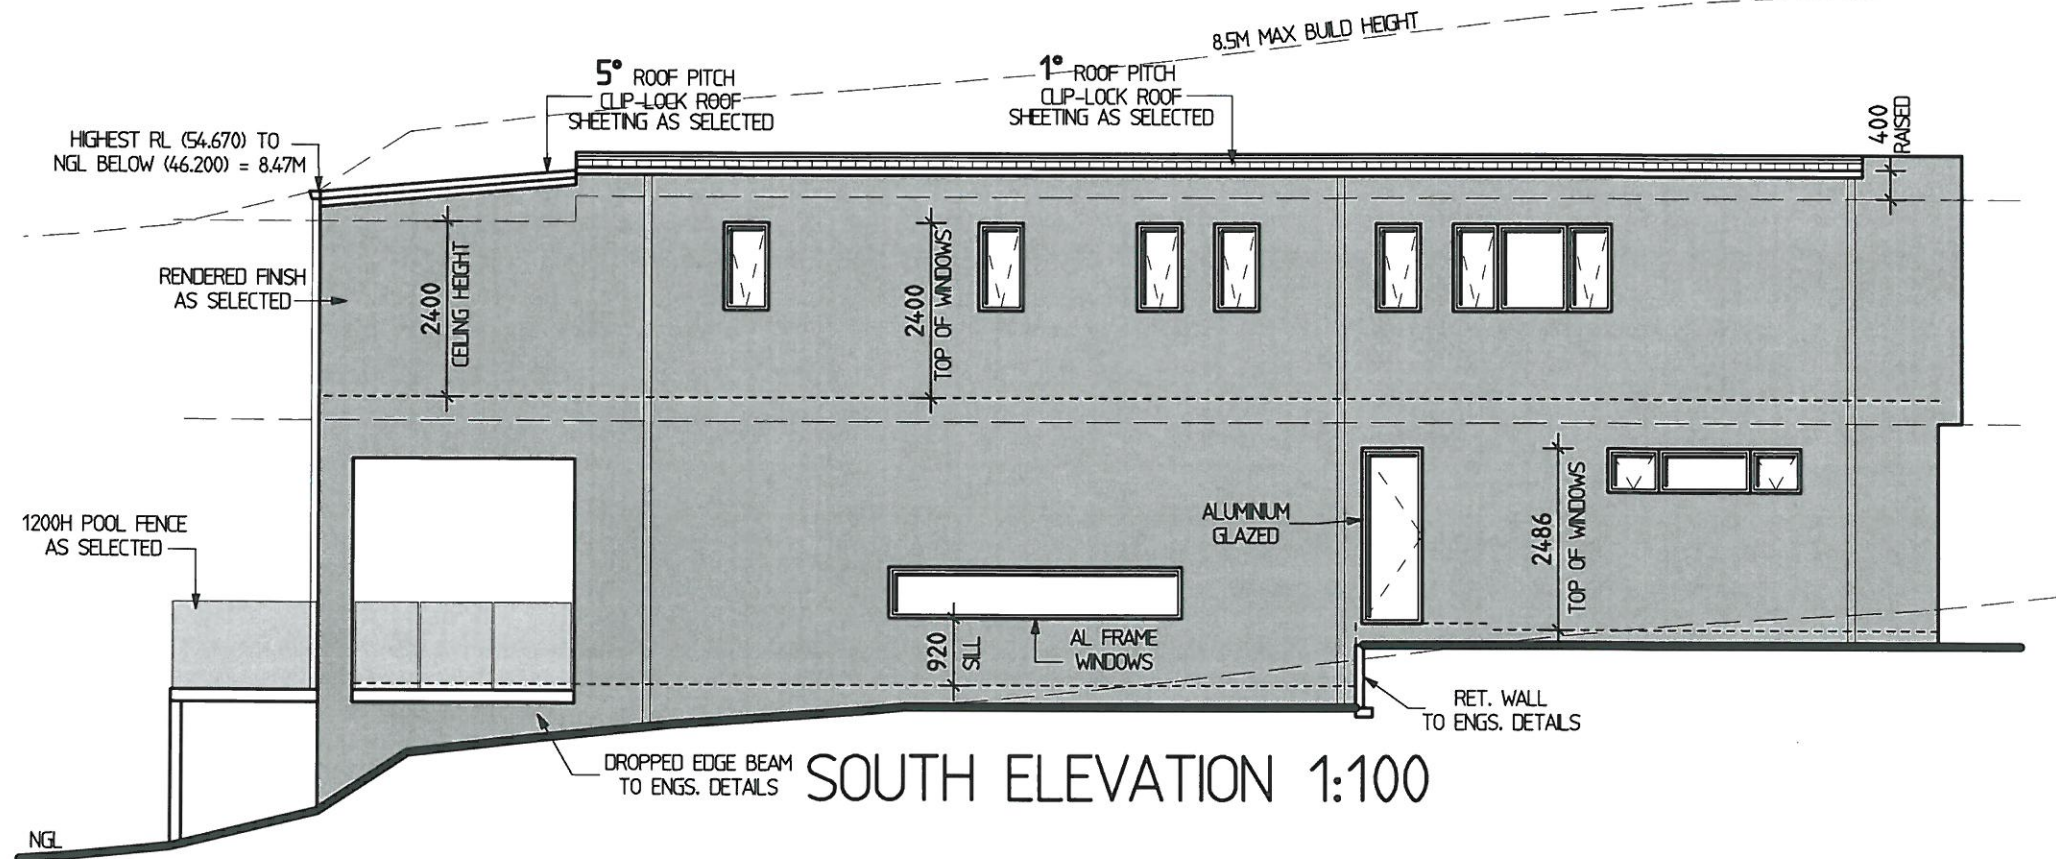 8.5M MAX BUILD HEIGHT
5° ROOF PITCH
CLIP-LOCK ROOF
SHEETING AS SELECTED
1° ROOF PITCH
CLIP-LOCK ROOF
SHEETING AS SELECTED
400
RAISED
HIGHEST RL (54.670) TO
NGL BELOW (46.200) = 8.47M
RENDERED FINISH
AS SELECTED
2400
CEILING HEIGHT
2400
TOP OF WINDOWS
1200H POOL FENCE
AS SELECTED
ALUMINIUM
GLAZED
2486
TOP OF WINDOWS
920
SILL
AL FRAME
WINDOWS
RET. WALL
TO ENGS. DETAILS
DROPPED EDGE BEAM
TO ENGS. DETAILS
SOUTH ELEVATION 1:100
NGL